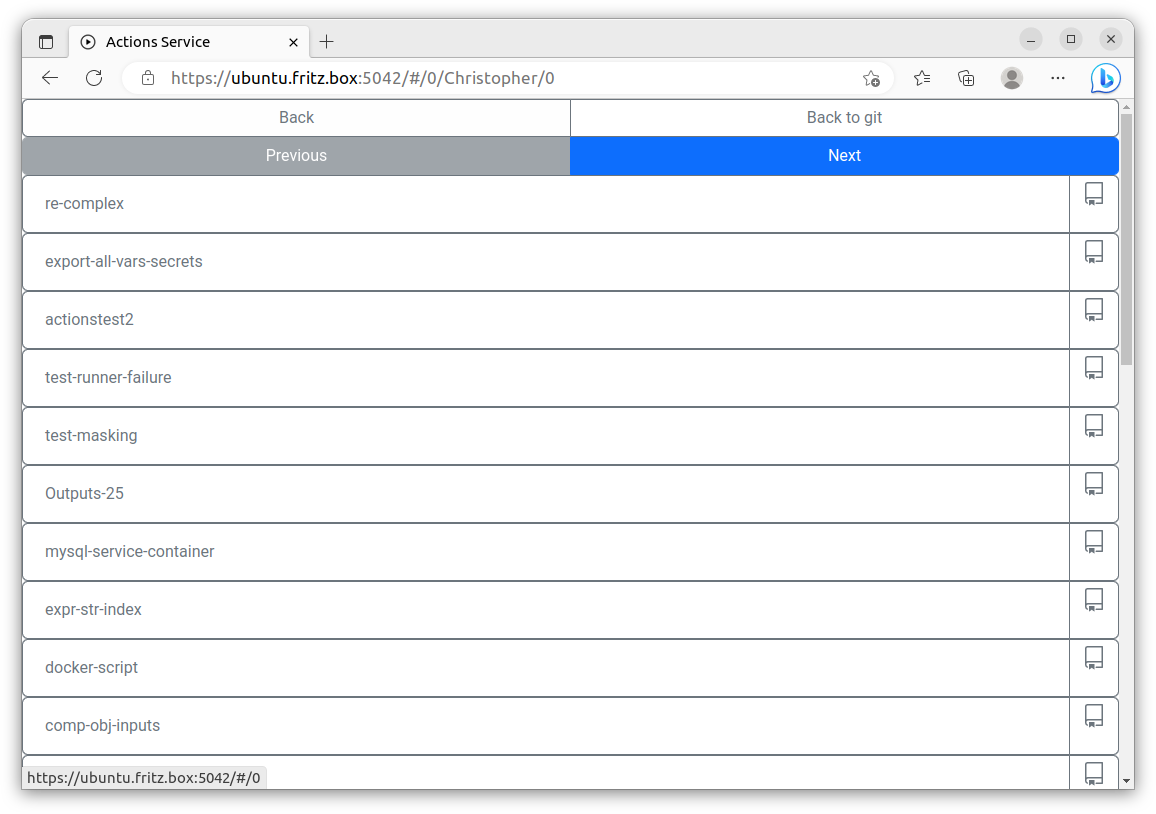 Actions Service
https://ubuntu.fritz.box:5042/#/0/Christopher/0
Back
Back to git
Previous
Next
re-complex
export-all-vars-secrets
actionstest2
test-runner-failure
test-masking
Outputs-25
mysql-service-container
expr-str-index
docker-script
comp-obj-inputs
https://ubuntu.fritz.box:5042/#/0